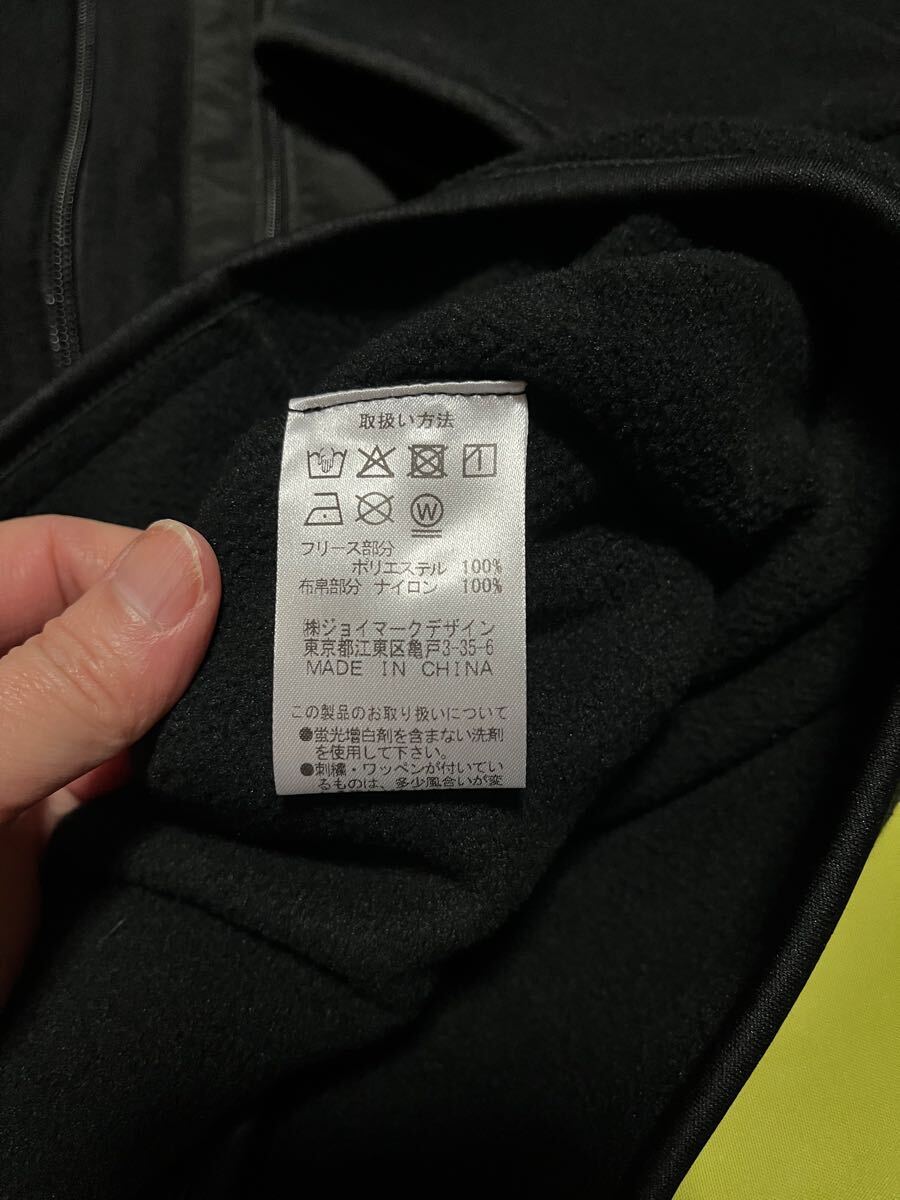 取扱い方法
W
フリース部分
ポリエステル 100%
布帛部分 ナイロン 100%
㈱ジョイマークデザイン
東京都江東区亀戸3-35-6
MADE IN CHINA
この製品のお取り扱いについて
●蛍光増白剤を含まない洗剤
を使用して下さい。
●刺繍・ワッペンが付いてい
るものは、多少風合いが変